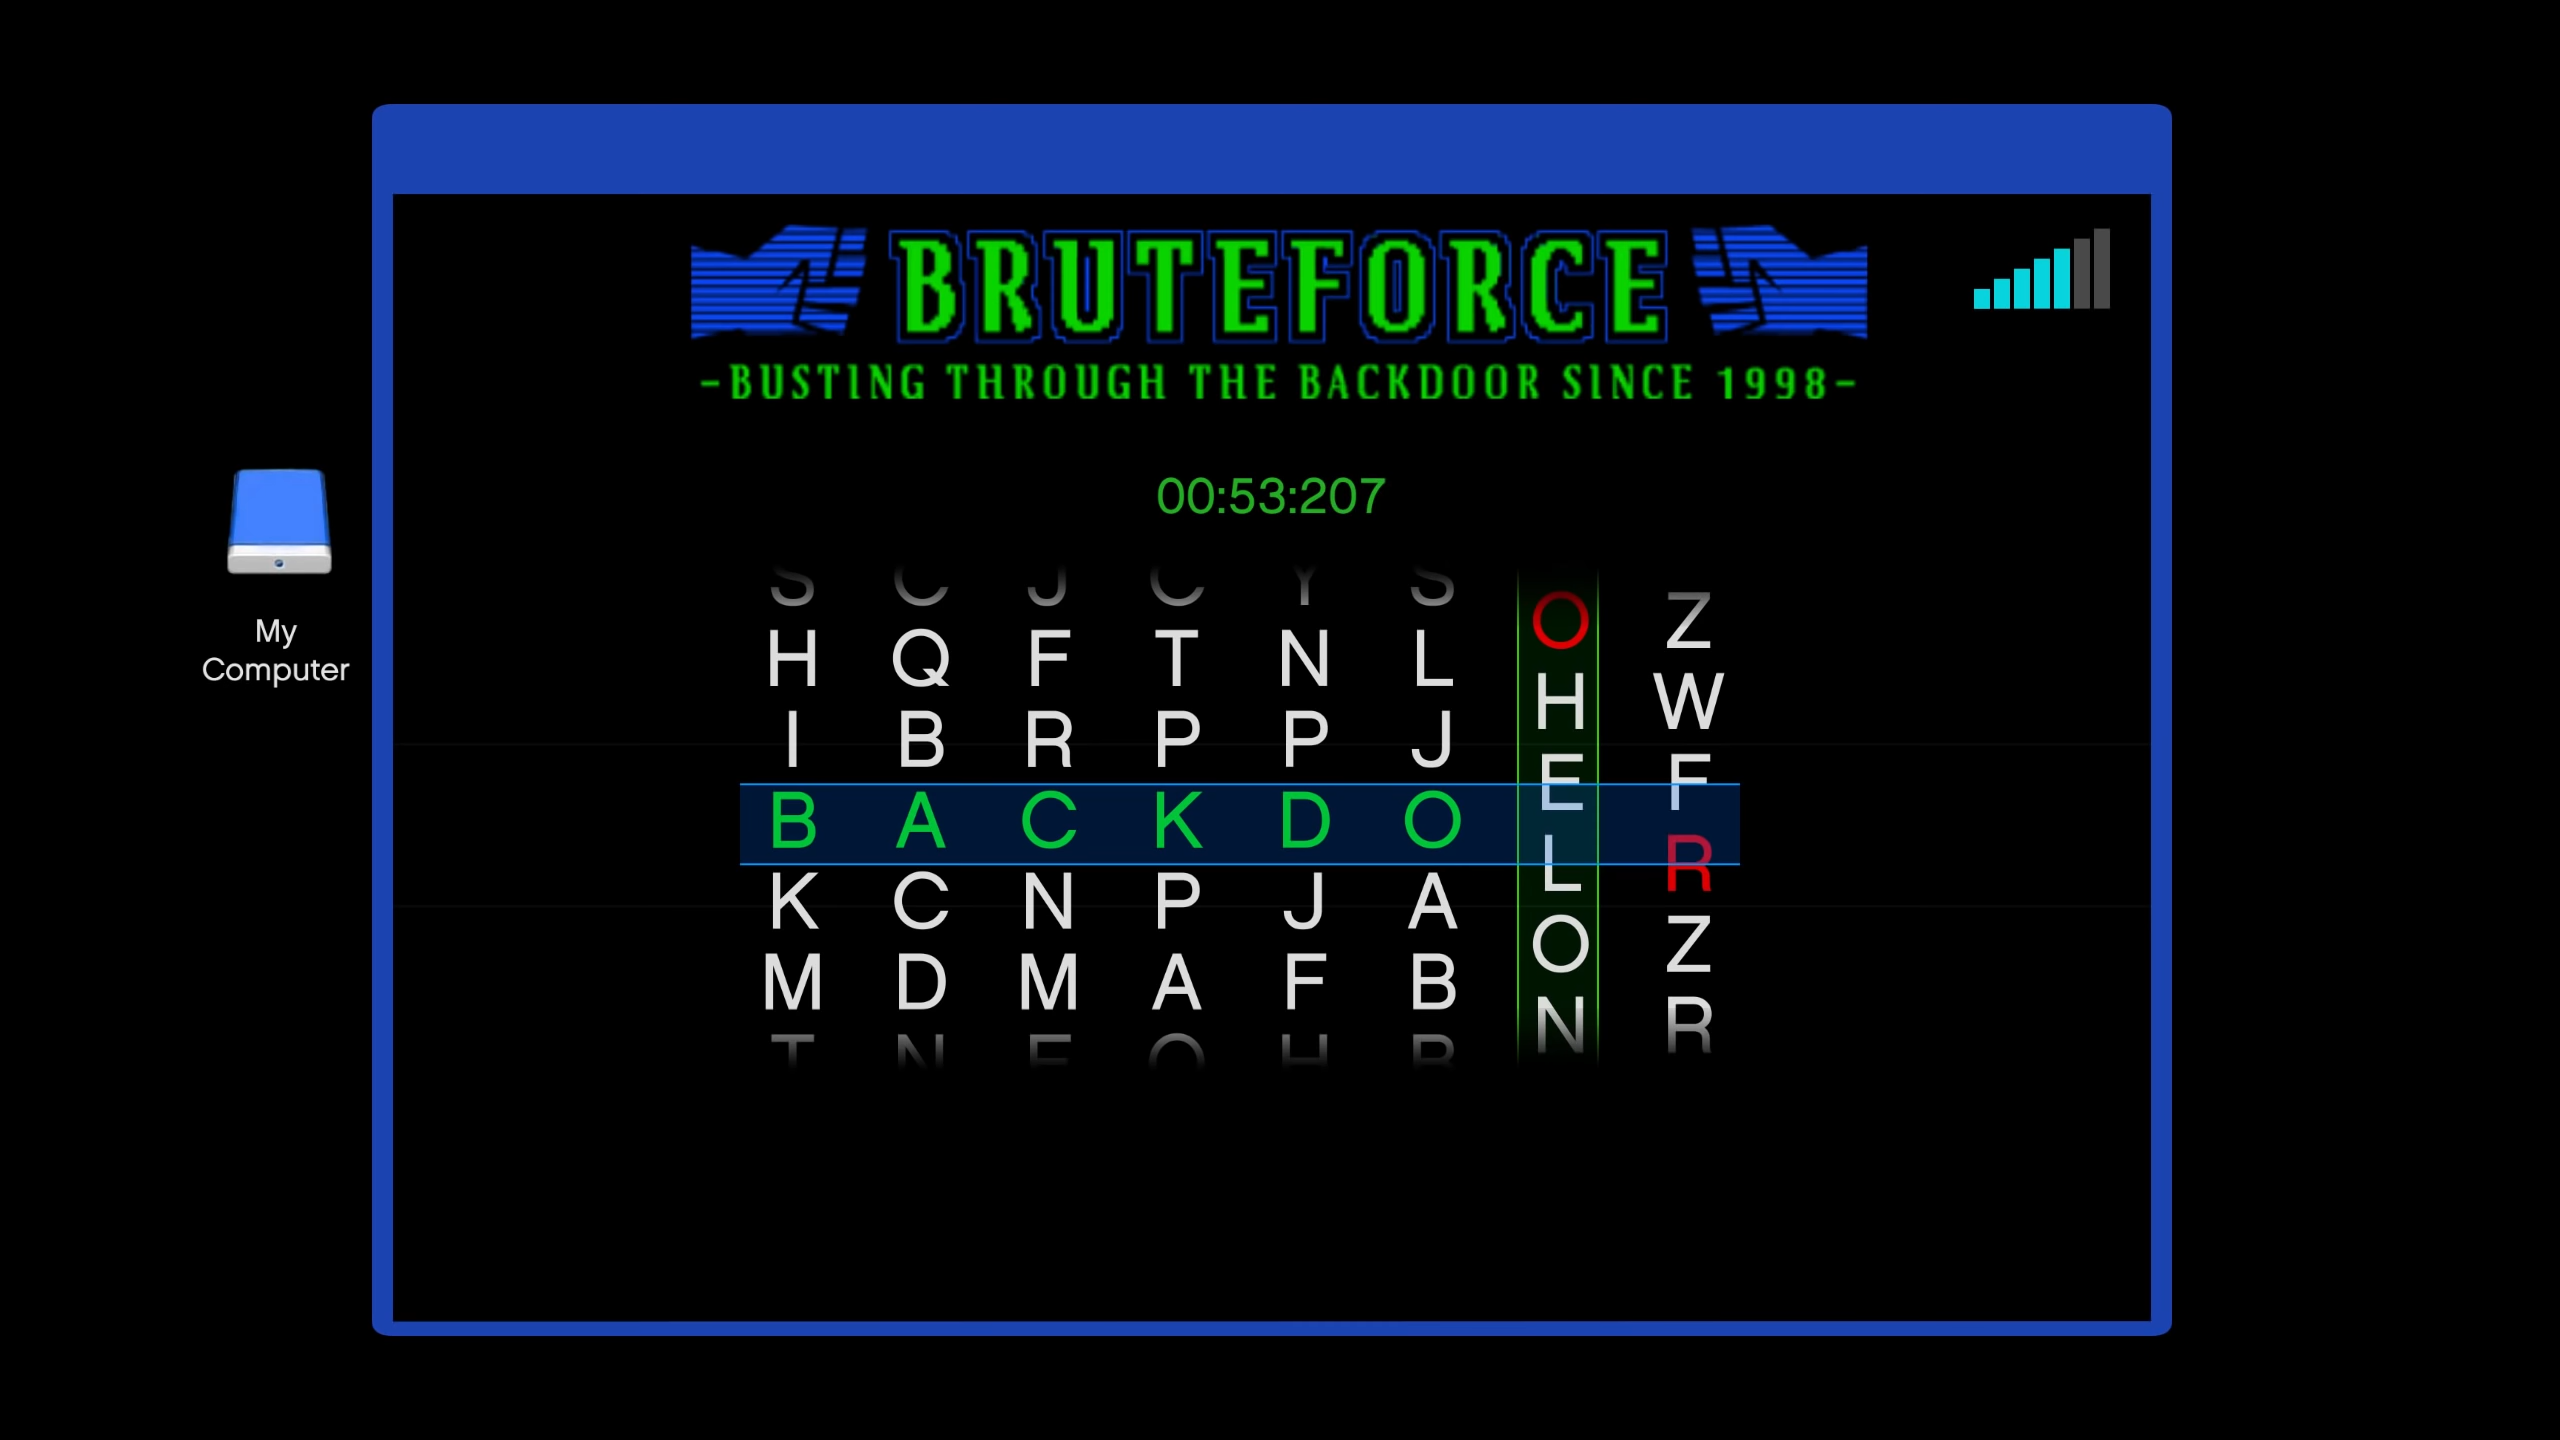 BRUTEFORCE
-BUSTING THROUGH THE BACKDOOR SINCE 1998-
00:53:207
My
Computer
S C J C Y S O Z
H Q F T N L H W
I B R P P J E F
B A C K D O L R
K C N P J A O Z
M D M A F B N R